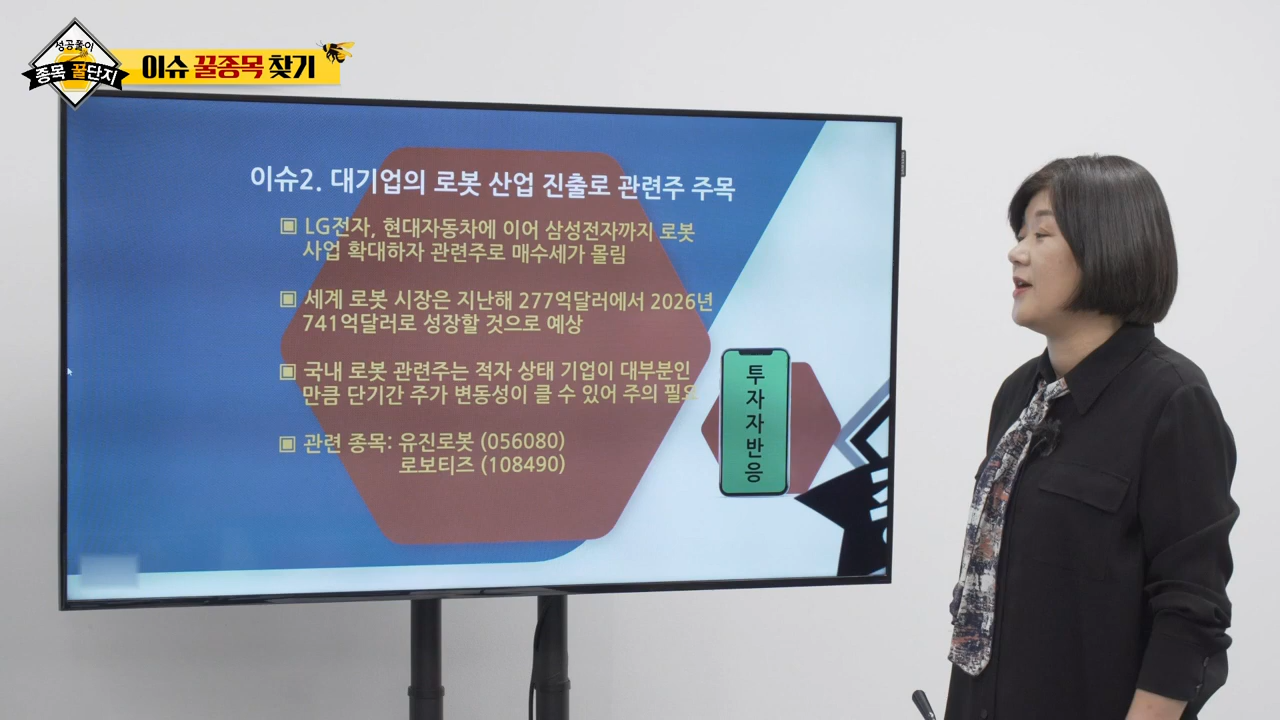 성공풀이
종목 꿀단지
이슈 꿀종목 찾기
이슈2. 대기업의 로봇 산업 진출로 관련주 주목
▣ LG전자, 현대자동차에 이어 삼성전자까지 로봇
사업 확대하자 관련주로 매수세가 몰림
▣ 세계 로봇 시장은 지난해 277억달러에서 2026년
741억달러로 성장할 것으로 예상
▣ 국내 로봇 관련주는 적자 상태 기업이 대부분인
만큼 단기간 주가 변동성이 클 수 있어 주의 필요
▣ 관련 종목: 유진로봇 (056080)
로보티즈 (108490)
투
자
자
반
응